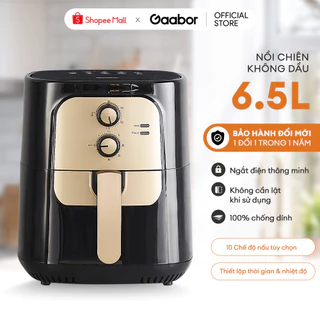 Shopee Mall x Gaabor OFFICIAL STORE
NỒI CHIÊN
KHÔNG DẦU
6.5L
BẢO HÀNH ĐỔI MỚI
1 ĐỔI 1 TRONG 1 NĂM
Ngắt điện thông minh
Không cần lật
khi sử dụng
100% chống dính
10 Chế độ nấu tùy chọn
Thiết lập thời gian & nhiệt độ